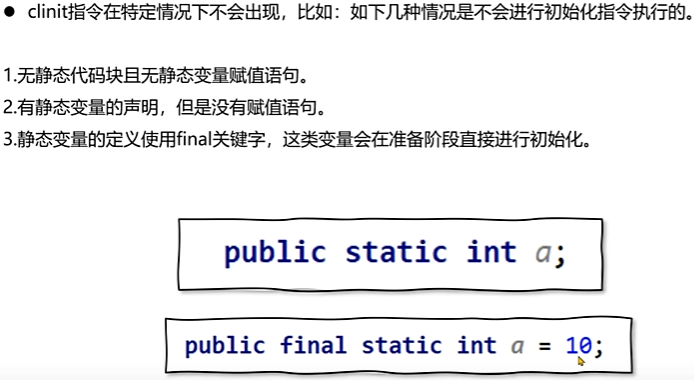 ● clinit指令在特定情况下不会出现，比如：如下几种情况是不会进行初始化指令执行的。
1.无静态代码块且无静态变量赋值语句。
2.有静态变量的声明，但是没有赋值语句。
3.静态变量的定义使用final关键字，这类变量会在准备阶段直接进行初始化。
public static int a;
public final static int a = 10;